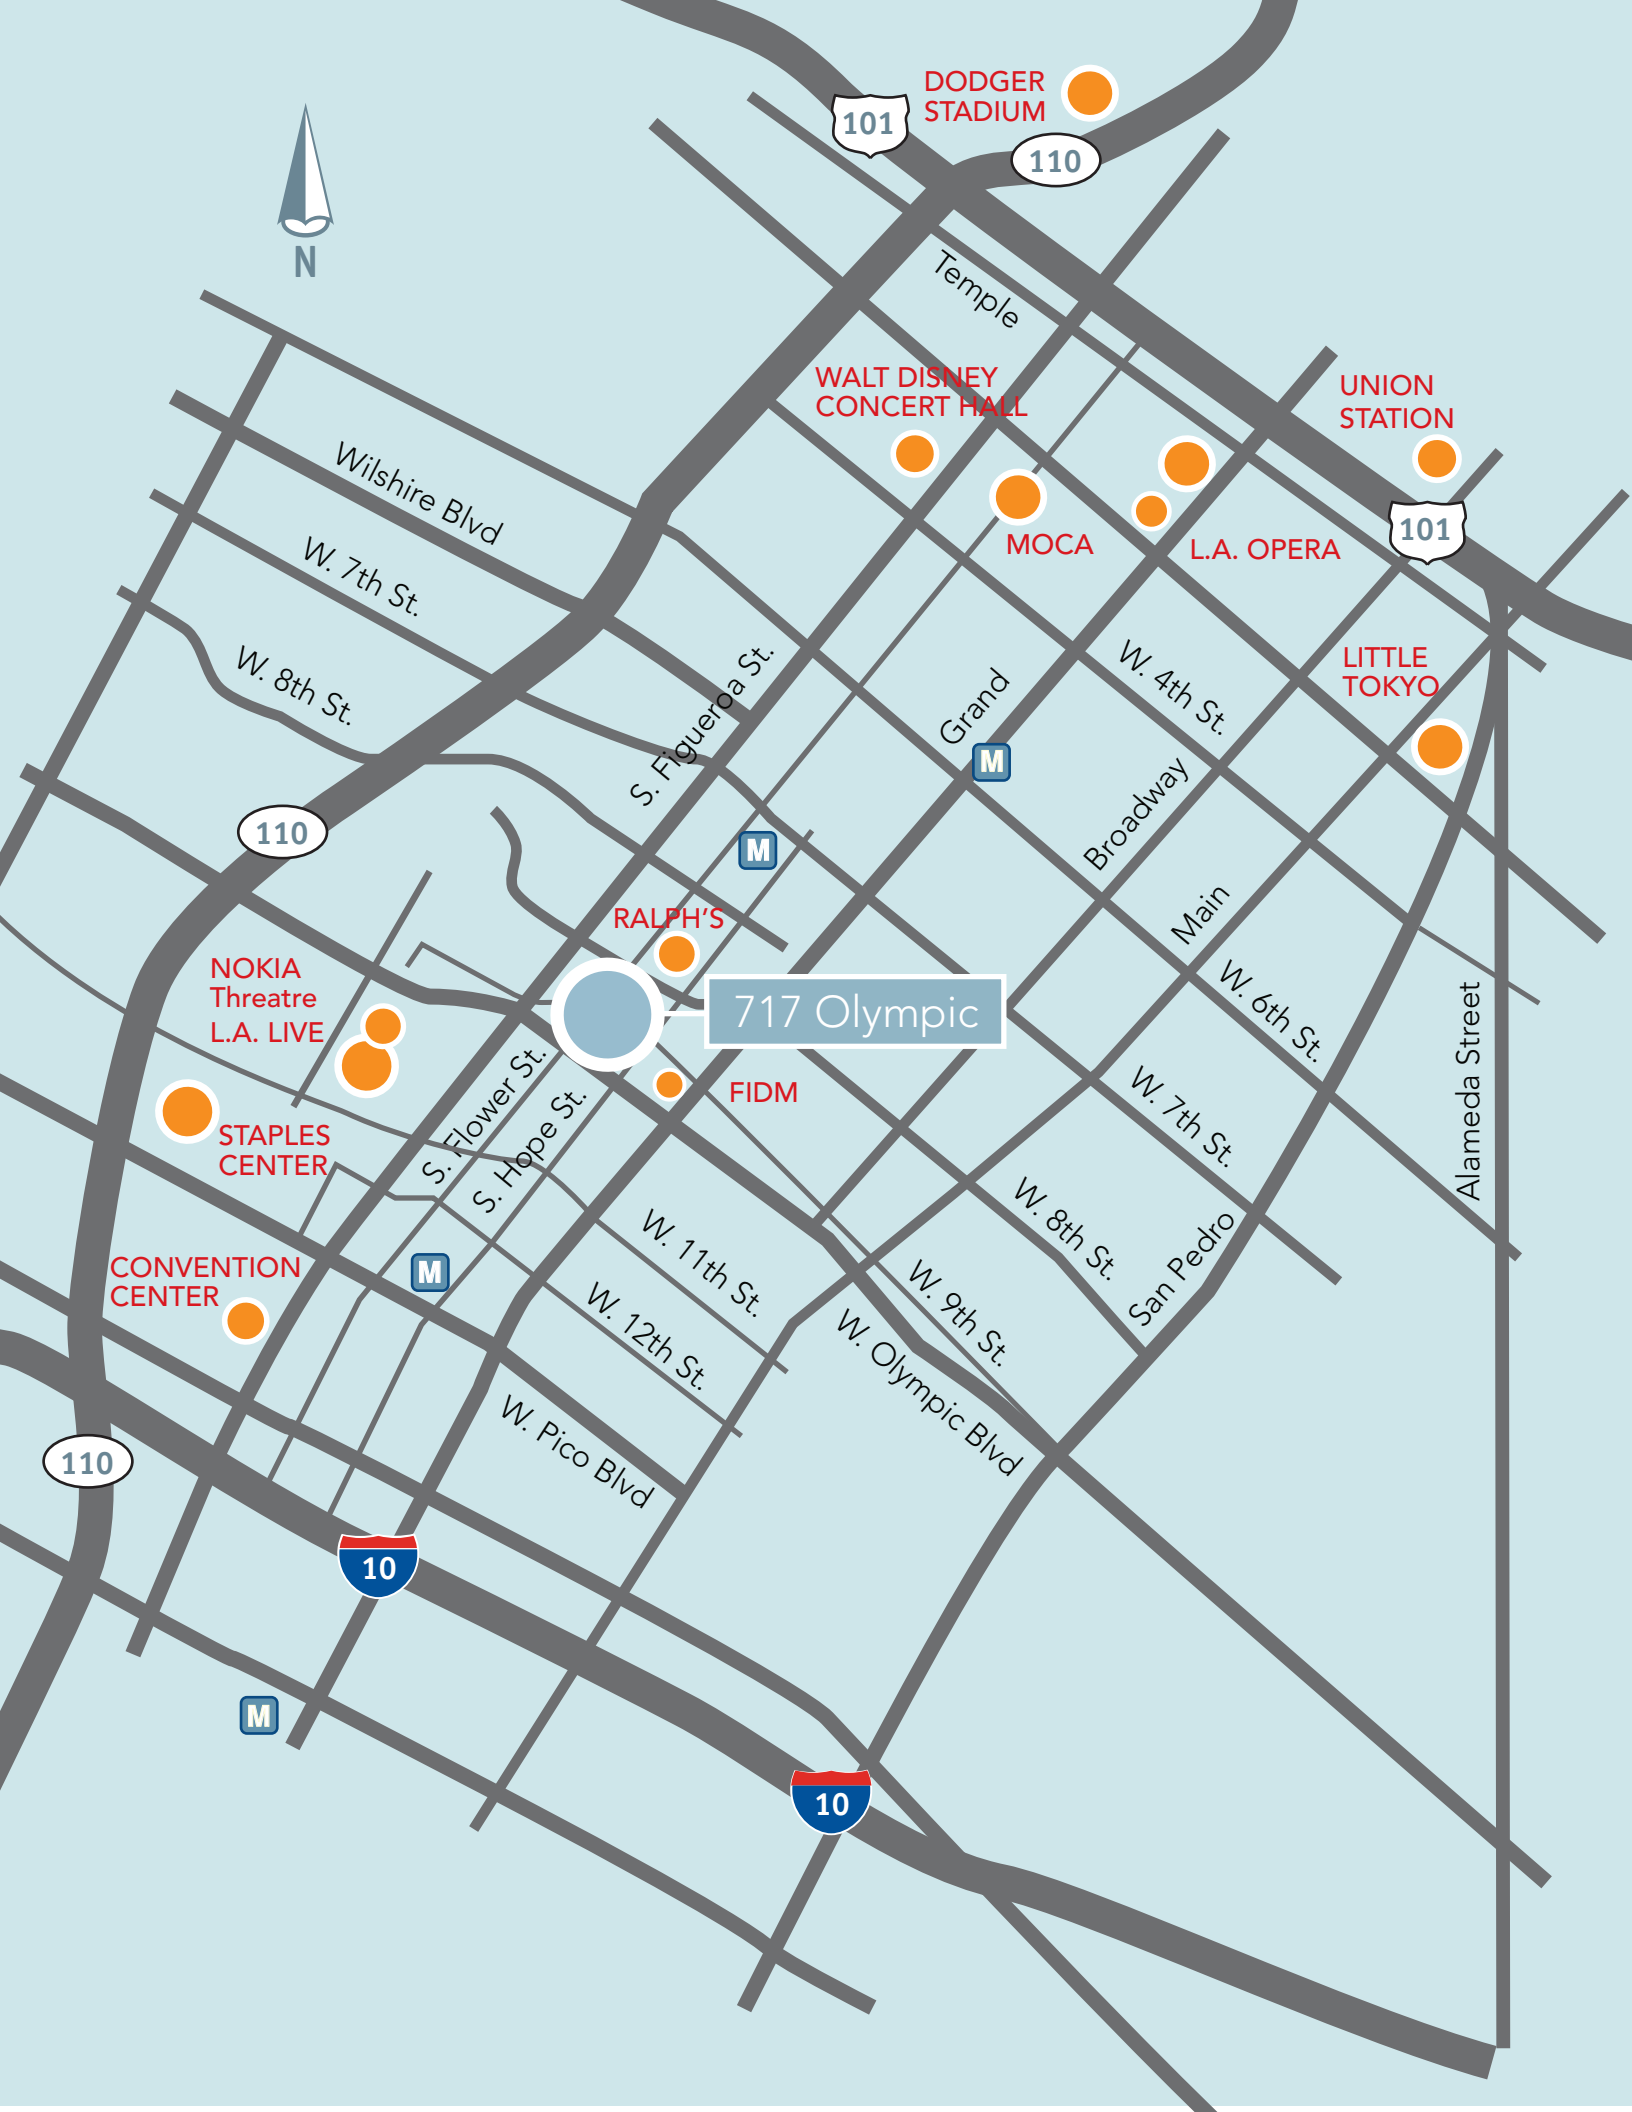 DODGER
STADIUM
101
110
N
Temple
WALT DISNEY
CONCERT HALL
UNION
STATION
Wilshire Blvd
W. 7th St.
MOCA
L.A. OPERA
101
W. 8th St.
S. Figueroa St.
Grand
W. 4th St.
LITTLE
TOKYO
M
Broadway
110
M
Main
RALPH'S
NOKIA
Threatre
L.A. LIVE
717 Olympic
W. 6th St.
Alameda Street
FIDM
STAPLES
CENTER
S. Flower St.
S. Hope St.
W. 7th St.
W. 8th St.
San Pedro
CONVENTION
CENTER
M
W. 11th St.
W. 12th St.
W. 9th St.
W. Olympic Blvd
W. Pico Blvd
110
10
M
10